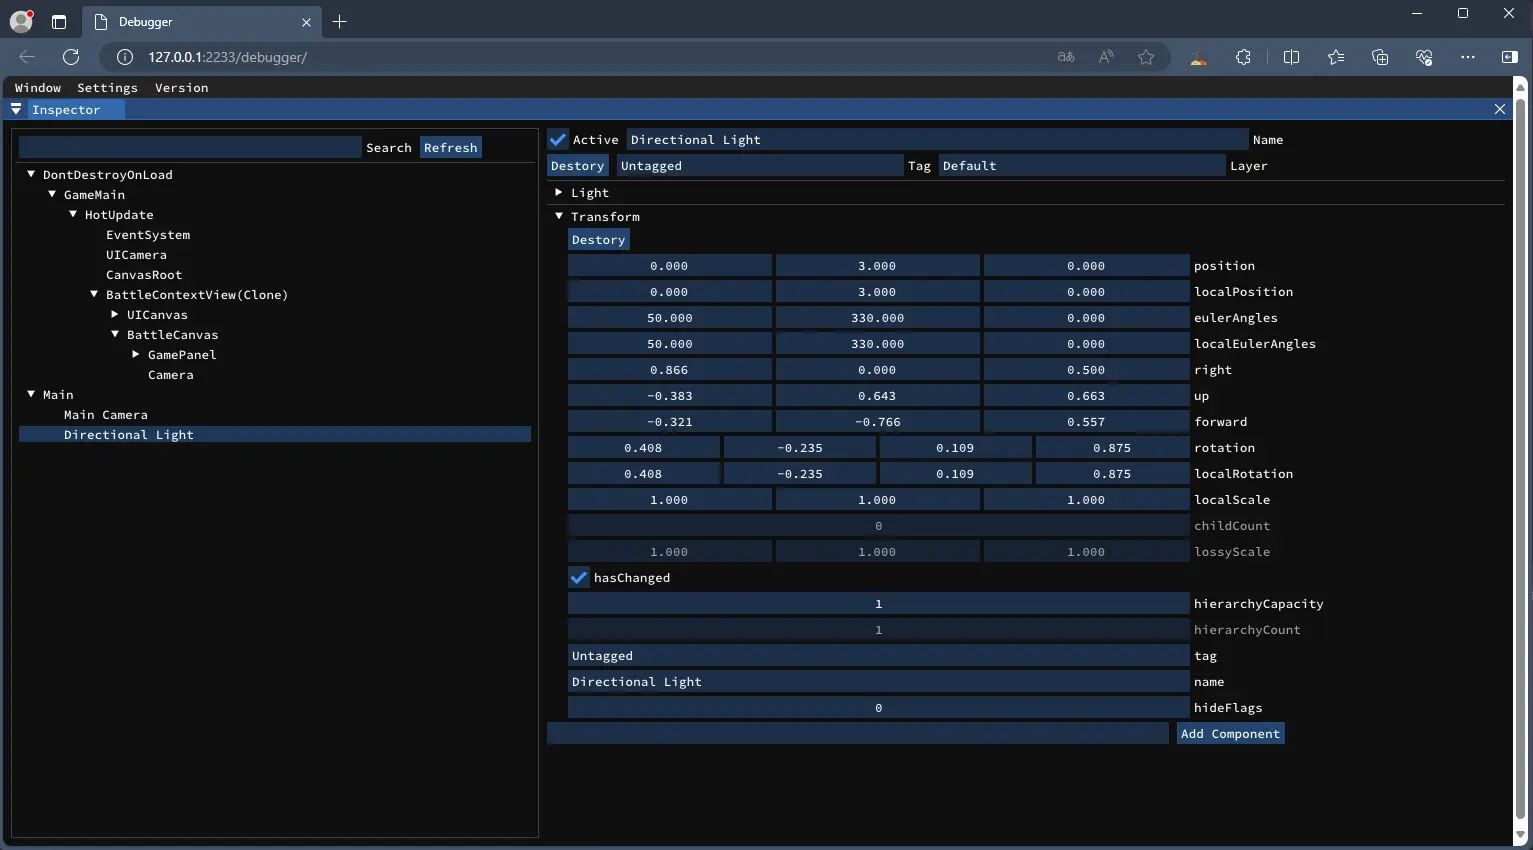 Debugger
127.0.0.1:2233/debugger/
Window Settings Version
Inspector
Search Refresh
DontDestroyOnLoad
GameMain
HotUpdate
EventSystem
UICamera
CanvasRoot
BattleContextView(Clone)
UICanvas
BattleCanvas
GamePanel
Camera
Main
Main Camera
Directional Light
Active Directional Light Name
Destory Untagged Tag Default Layer
Light
Transform
Destory
0.000 3.000 0.000 position
0.000 3.000 0.000 localPosition
50.000 330.000 0.000 eulerAngles
50.000 330.000 0.000 localEulerAngles
0.866 0.000 0.500 right
-0.383 0.643 0.663 up
-0.321 -0.766 0.557 forward
0.408 -0.235 0.109 0.875 rotation
0.408 -0.235 0.109 0.875 localRotation
1.000 1.000 1.000 localScale
0 childCount
1.000 1.000 1.000 lossyScale
hasChanged
1 hierarchyCapacity
1 hierarchyCount
Untagged tag
Directional Light name
0 hideFlags
Add Component